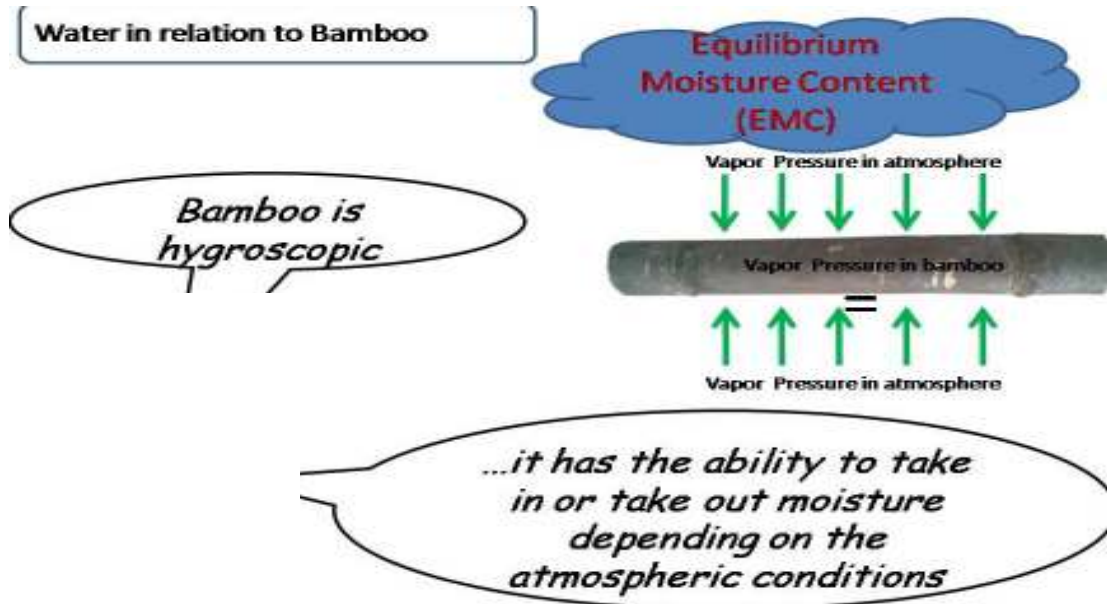 Water in relation to Bamboo
Equilibrium
Moisture Content
(EMC)
Vapor Pressure in atmosphere
Bamboo is
hygroscopic
Vapor Pressure in bamboo
=
Vapor Pressure in atmosphere
...it has the ability to take
in or take out moisture
depending on the
atmospheric conditions